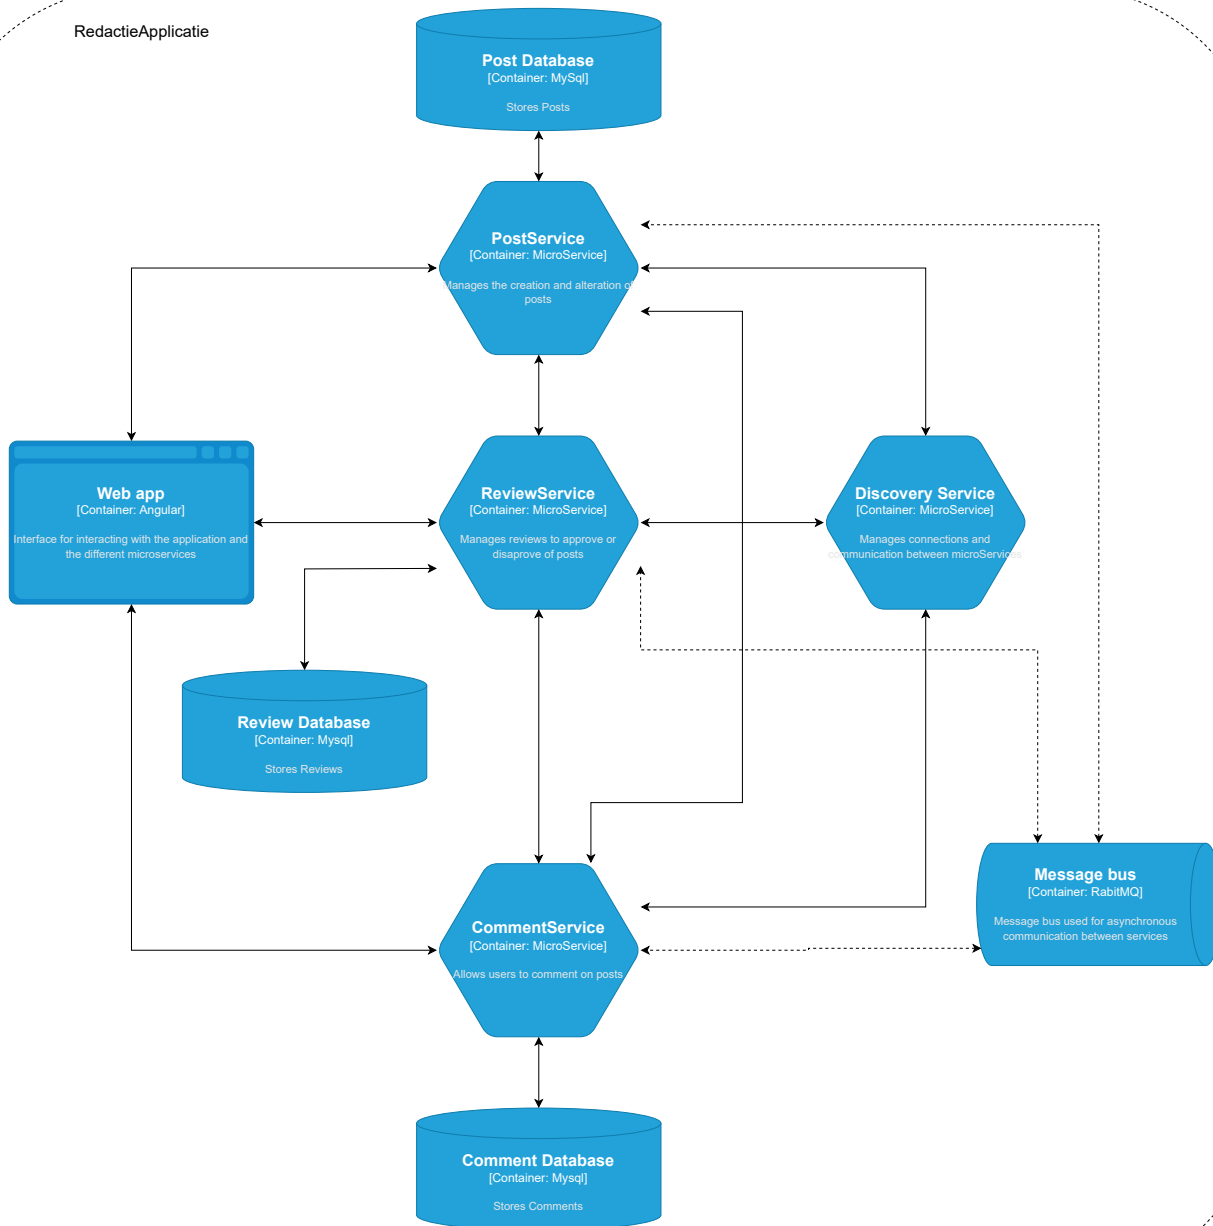 RedactieApplicatie
Post Database
[Container: MySql]
Stores Posts
PostService
[Container: MicroService]
Manages the creation and alteration of
posts
Web app
[Container: Angular]
Interface for interacting with the application and
the different microservices
ReviewService
[Container: MicroService]
Manages reviews to approve or
disaprove of posts
Discovery Service
[Container: MicroService]
Manages connections and
communication between microServices
Review Database
[Container: Mysql]
Stores Reviews
Message bus
[Container: RabitMQ]
Message bus used for asynchronous
communication between services
CommentService
[Container: MicroService]
Allows users to comment on posts
Comment Database
[Container: Mysql]
Stores Comments